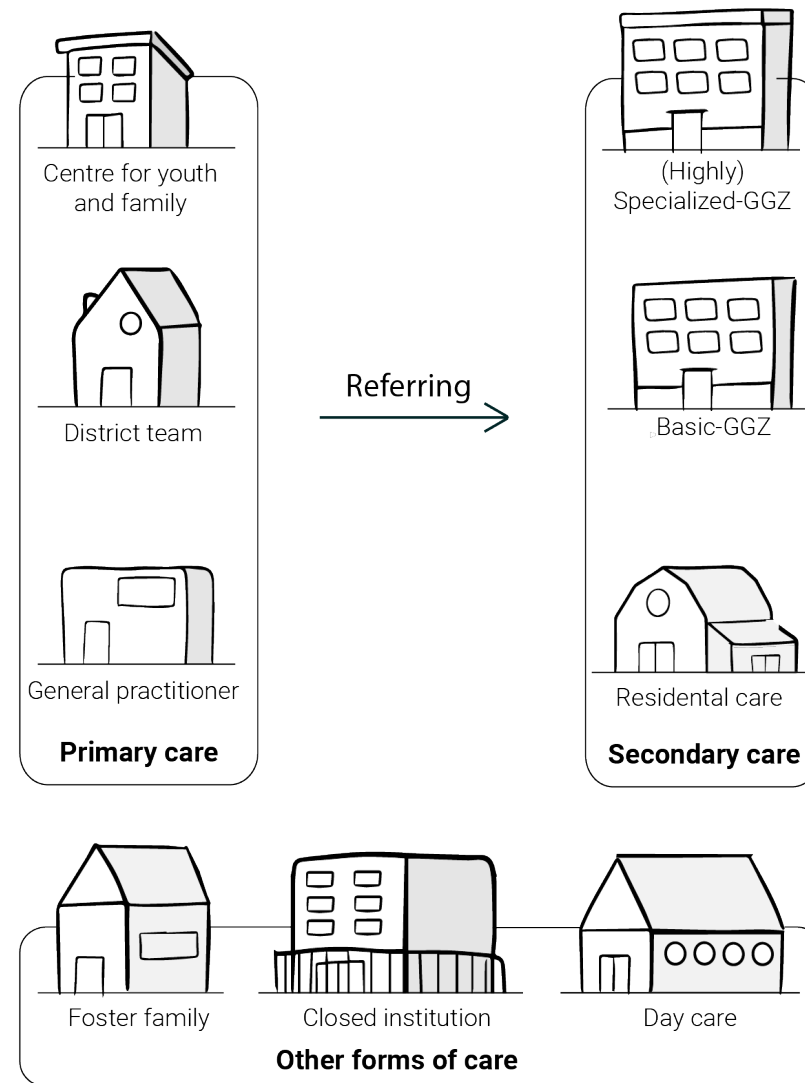 Centre for youth
and family
District team
General practitioner
Primary care
Referring
(Highly)
Specialized-GGZ
Basic-GGZ
Residental care
Secondary care
Foster family
Closed institution
Day care
Other forms of care